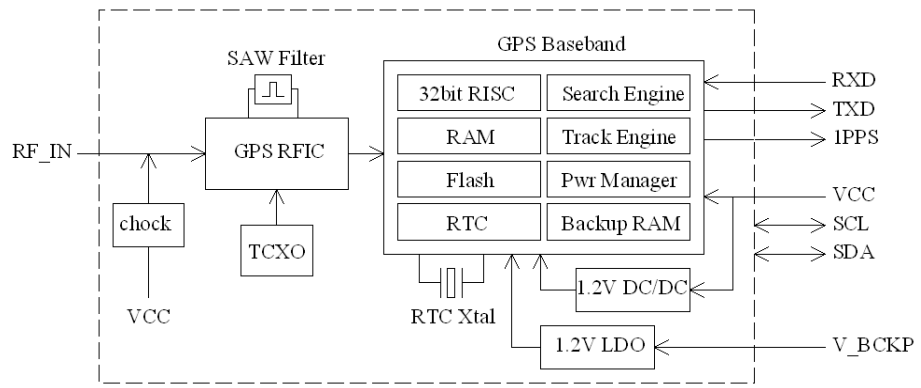 GPS Baseband
SAW Filter
32bit RISC
Search Engine
RXD
TXD
RF_IN
GPS RFIC
RAM
Track Engine
1PPS
Flash
Pwr Manager
VCC
chock
TCXO
RTC
Backup RAM
SCL
SDA
1.2V DC/DC
VCC
RTC Xtal
1.2V LDO
V_BCKP